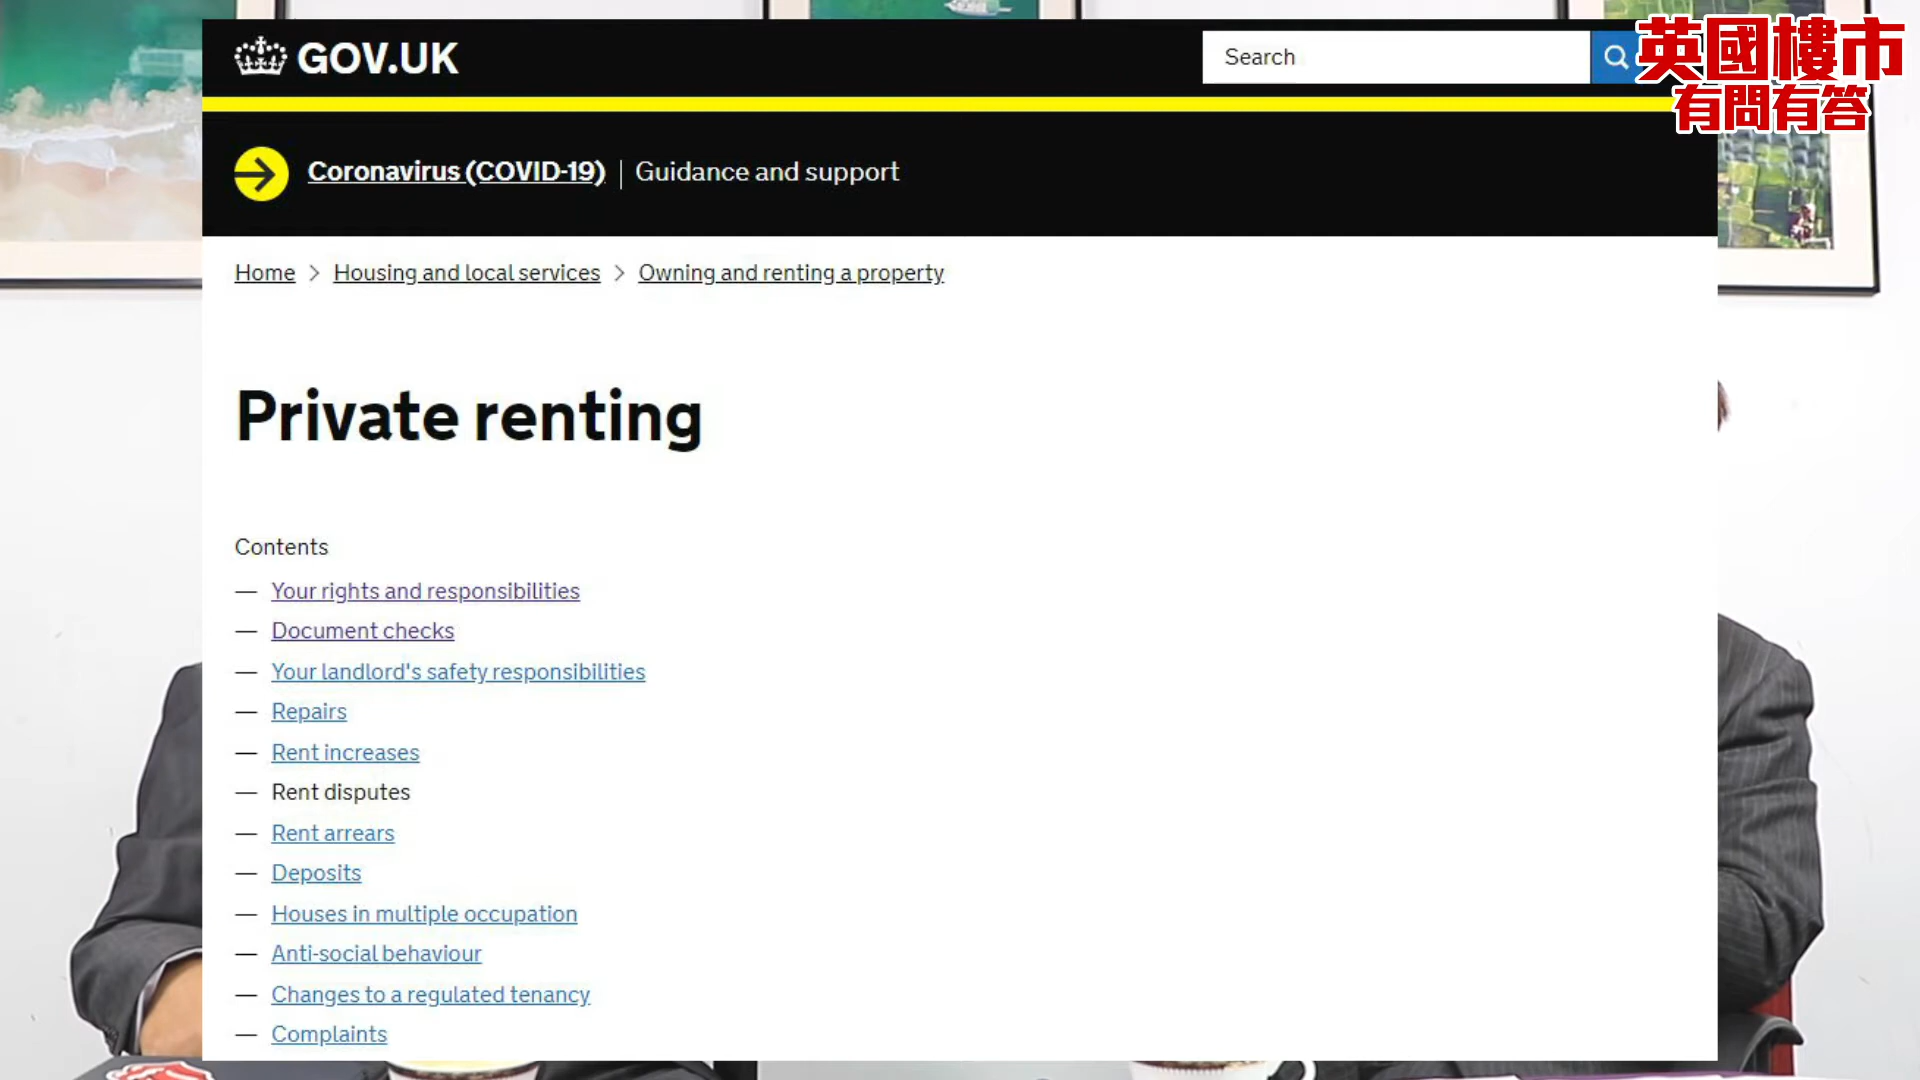 GOV.UK
Search
英國樓市
有問有答
Coronavirus (COVID-19) | Guidance and support
Home > Housing and local services > Owning and renting a property
Private renting
Contents
— Your rights and responsibilities
— Document checks
— Your landlord's safety responsibilities
— Repairs
— Rent increases
— Rent disputes
— Rent arrears
— Deposits
— Houses in multiple occupation
— Anti-social behaviour
— Changes to a regulated tenancy
— Complaints